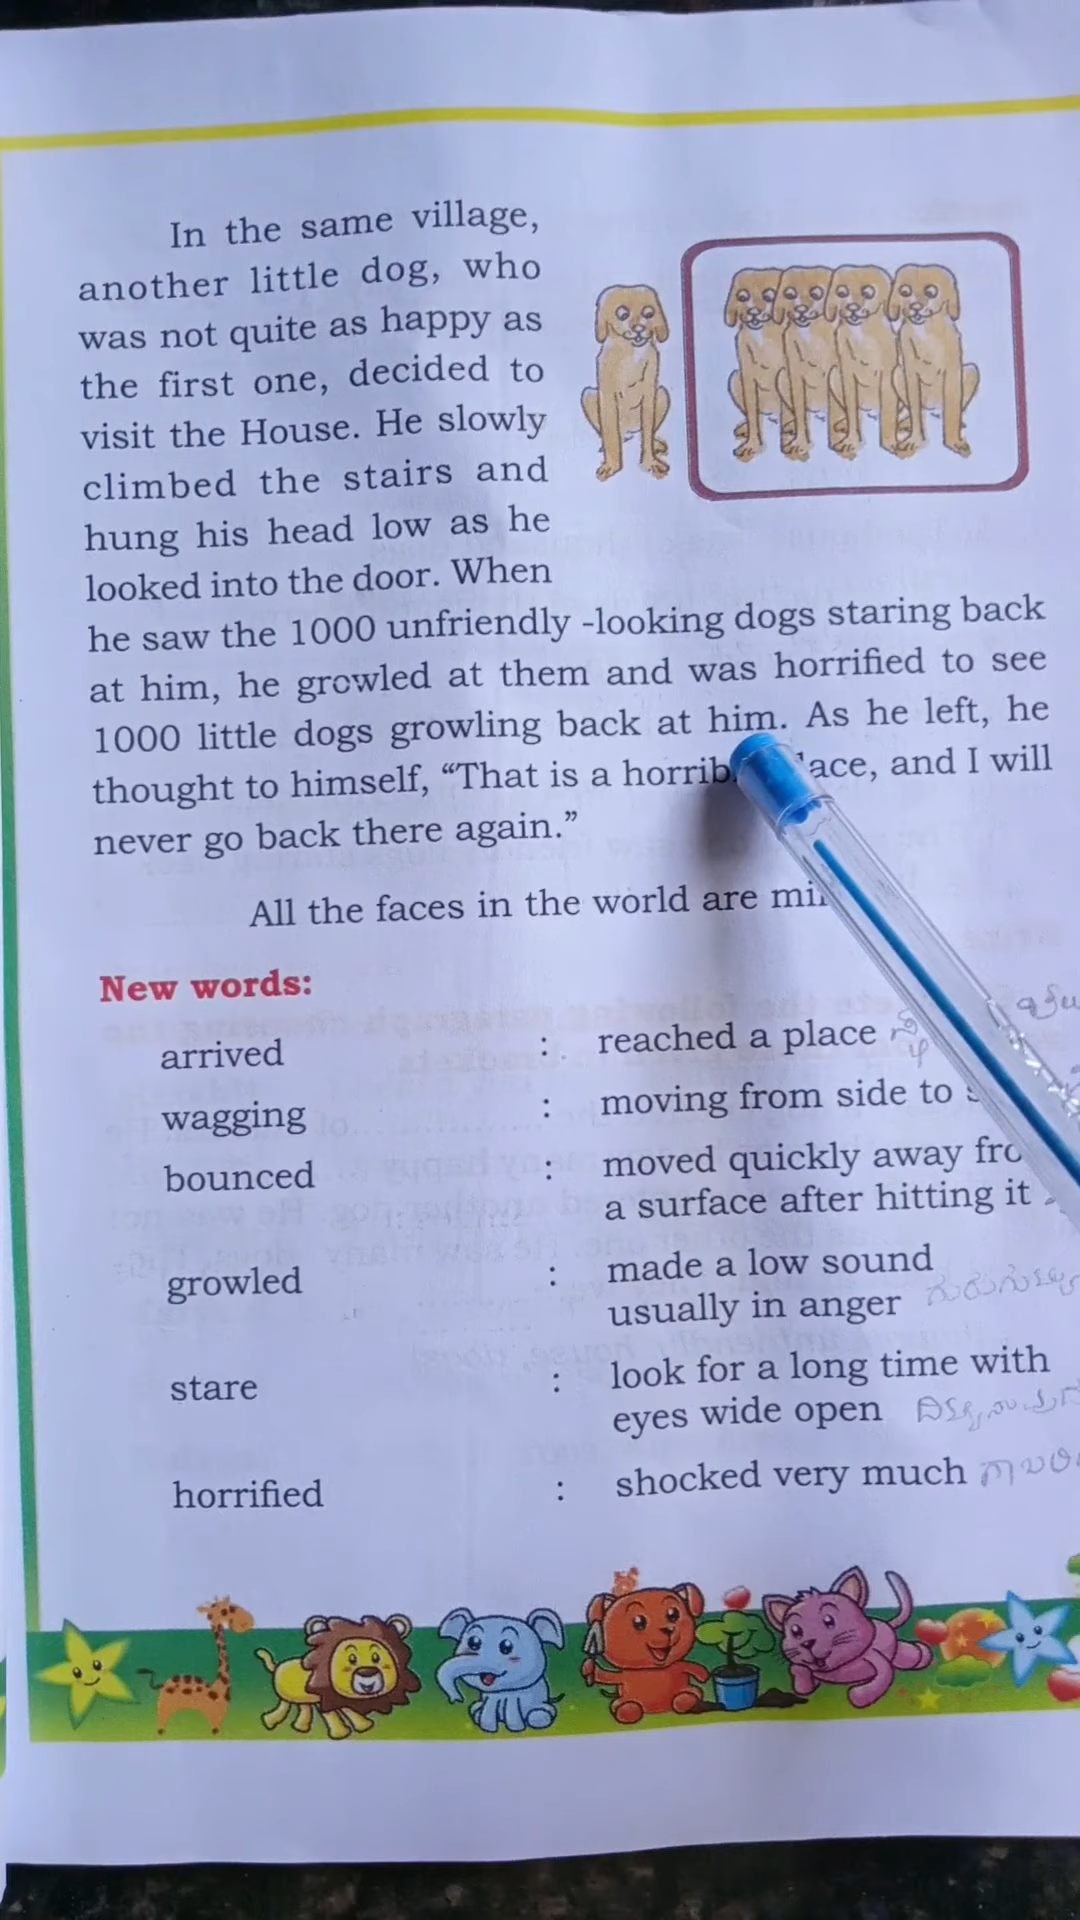 In the same village,
another little dog, who
was not quite as happy as
the first one, decided to
visit the House. He slowly
climbed the stairs and
hung his head low as he
looked into the door. When
he saw the 1000 unfriendly -looking dogs staring back
at him, he growled at them and was horrified to see
1000 little dogs growling back at him. As he left, he
thought to himself, “That is a and I will
never go back there again.”
All the faces in the world are
New words:
arrived : reached a place
wagging : moving from side to
bounced : moved quickly away
a surface after hitting it
growled : made a low sound
usually in anger
stare : look for a long time with
eyes wide open
horrified : shocked very much